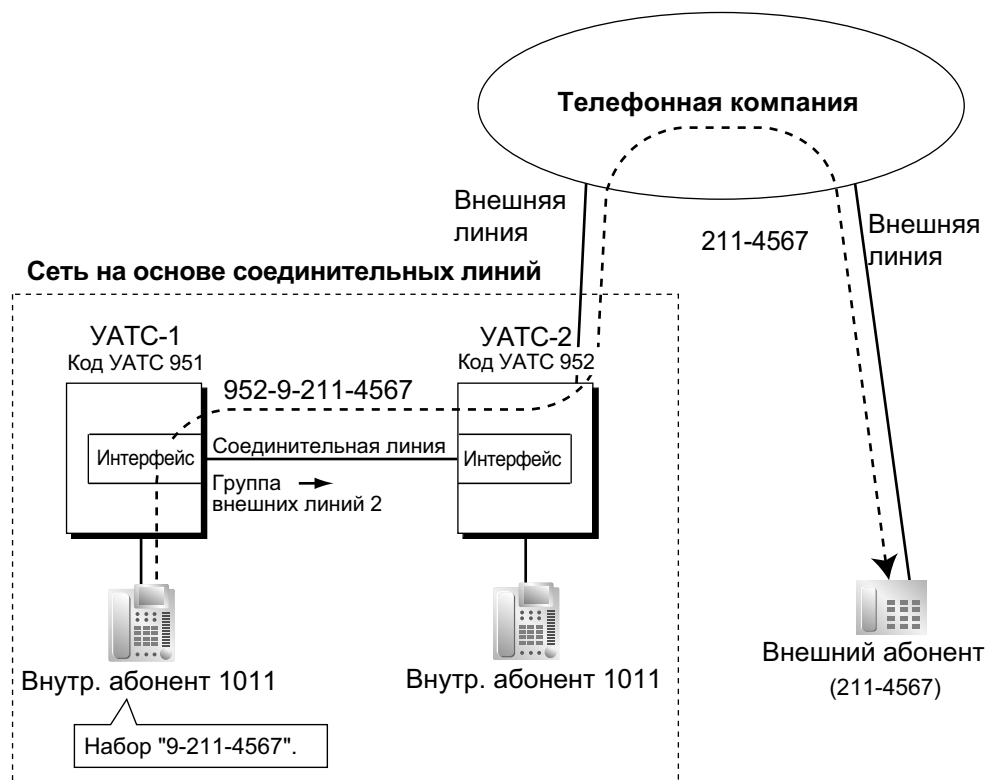 Телефонная компания
Внешняя
линия
211-4567
Внешняя
линия
Сеть на основе соединительных линий
УАТС-1
Код УАТС 951
УАТС-2
Код УАТС 952
952-9-211-4567
Интерфейс
Соединительная линия
Интерфейс
Группа
внешних линий 2
Внутр. абонент 1011
Внутр. абонент 1011
Внешний абонент
(211-4567)
Набор "9-211-4567".